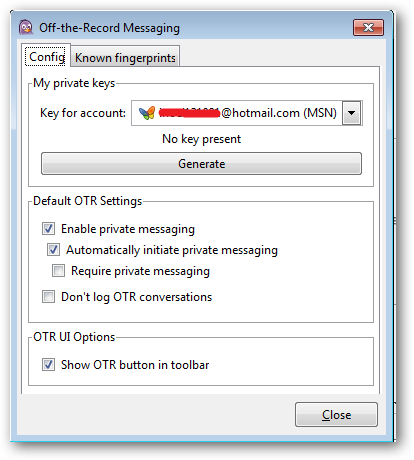 Off-the-Record Messaging
Config Known fingerprints
My private keys
Key for account: @hotmail.com (MSN)
No key present
Generate
Default OTR Settings
Enable private messaging
Automatically initiate private messaging
Require private messaging
Don't log OTR conversations
OTR UI Options
Show OTR button in toolbar
Close